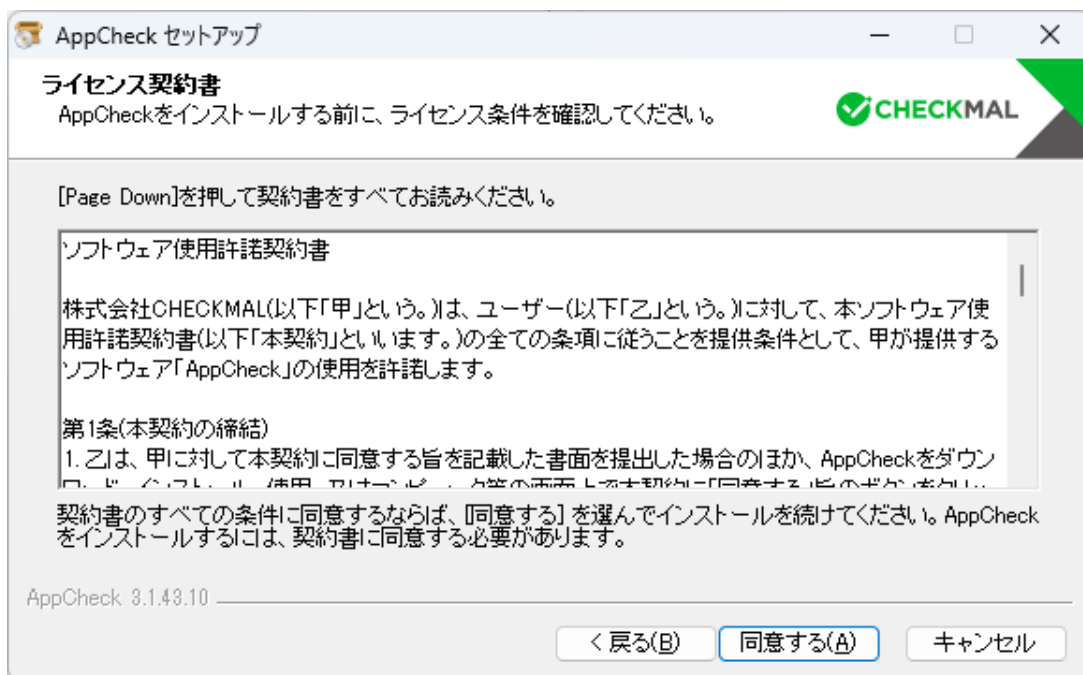 AppCheck セットアップ
ライセンス契約書
AppCheckをインストールする前に、ライセンス条件を確認してください。
CHECKMAL
[Page Down]を押して契約書をすべてお読みください。
ソフトウェア使用許諾契約書
株式会社CHECKMAL(以下「甲」という。)は、ユーザー(以下「乙」という。)に対して、本ソフトウェア使
用許諾契約書(以下「本契約」といいます。)の全ての条項に従うことを提供条件として、甲が提供する
ソフトウェア「AppCheck」の使用を許諾します。
第1条(本契約の締結)
1. 乙は、甲に対して本契約に同意する旨を記載した書面を提出した場合のほか、AppCheckをダウン
契約書のすべての条件に同意するならば、[同意する] を選んでインストールを続けてください。AppCheck
をインストールするには、契約書に同意する必要があります。
AppCheck 3.1.43.10
< 戻る(B)
同意する(A)
キャンセル